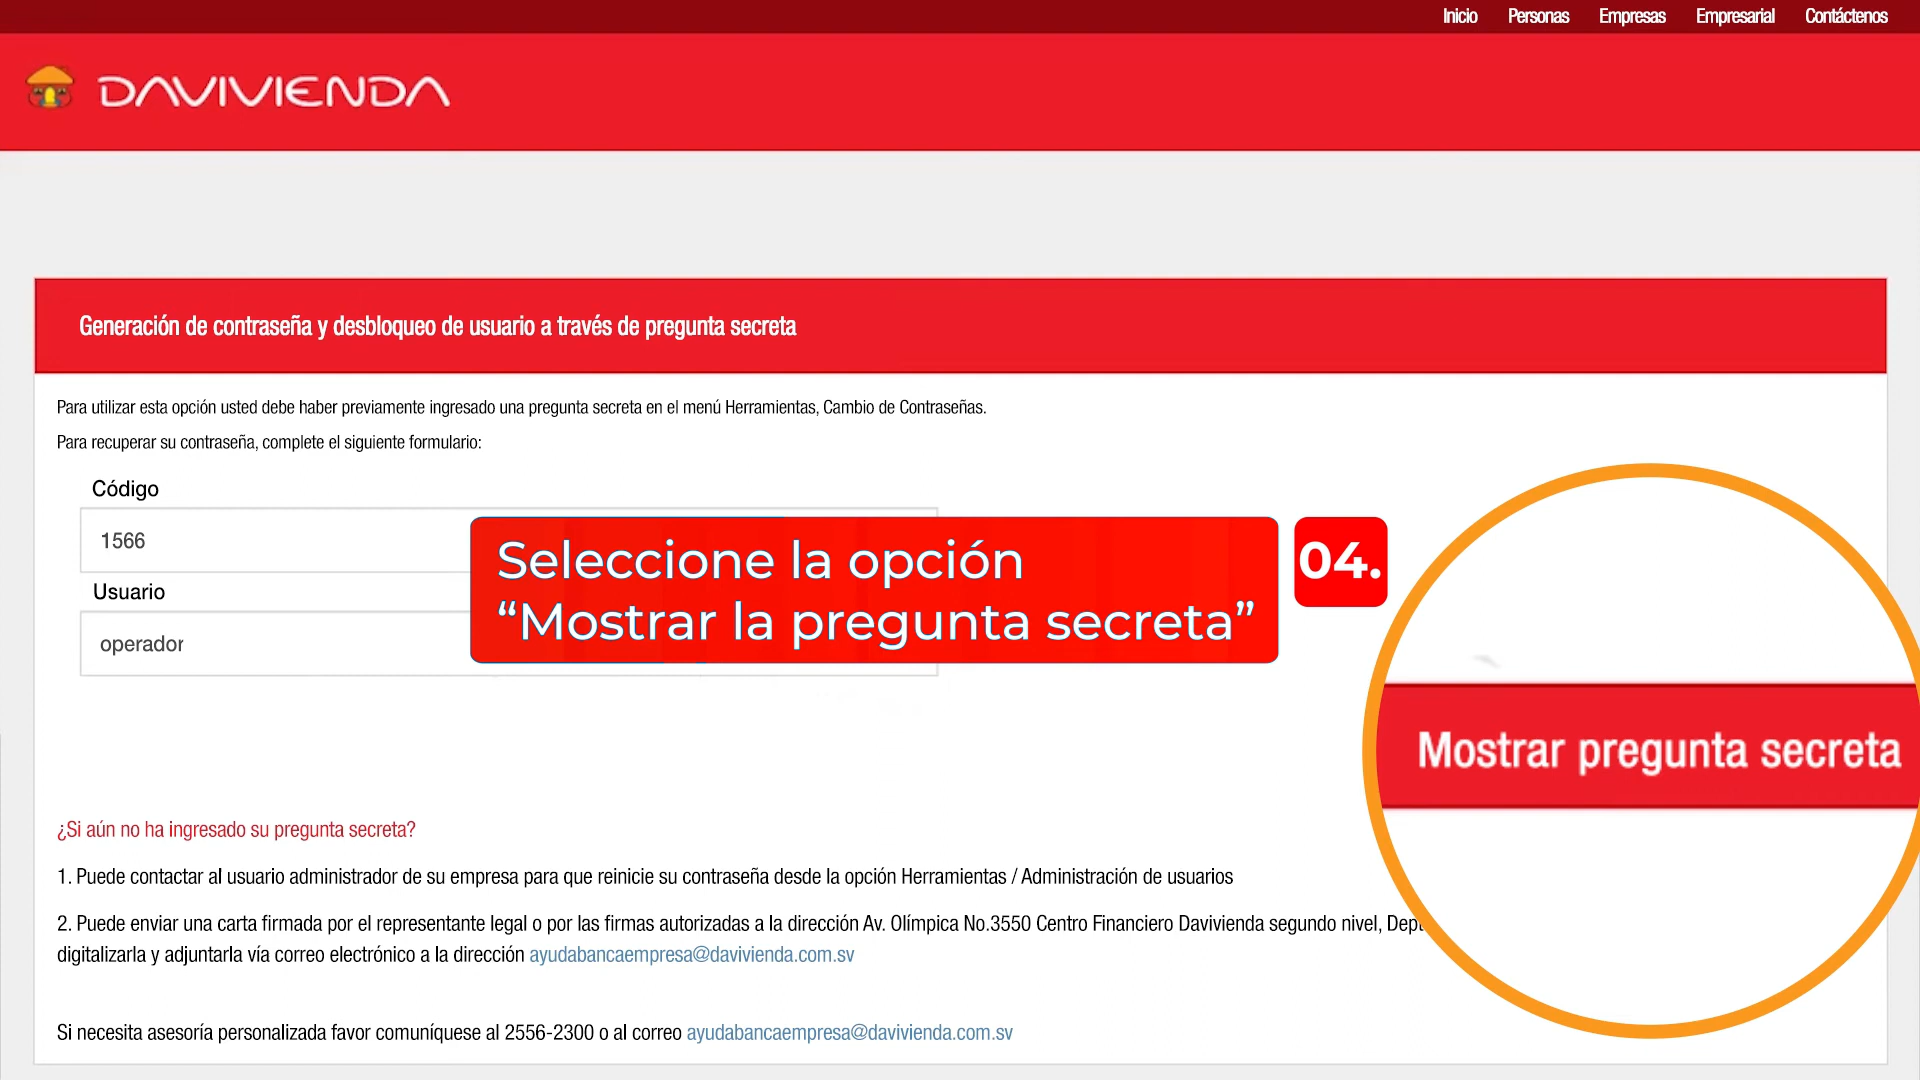 Inicio Personas Empresas Empresarial Contáctenos
DAVIVIENDA
Generación de contraseña y desbloqueo de usuario a través de pregunta secreta
Para utilizar esta opción usted debe haber previamente ingresado una pregunta secreta en el menú Herramientas, Cambio de Contraseñas.
Para recuperar su contraseña, complete el siguiente formulario:
Código
1566
Usuario
operador
Seleccione la opción
“Mostrar la pregunta secreta”
04.
Mostrar pregunta secreta
¿Si aún no ha ingresado su pregunta secreta?
1. Puede contactar al usuario administrador de su empresa para que reinicie su contraseña desde la opción Herramientas / Administración de usuarios
2. Puede enviar una carta firmada por el representante legal o por las firmas autorizadas a la dirección Av. Olímpica No.3550 Centro Financiero Davivienda segundo nivel,
digitalizarla y adjuntarla vía correo electrónico a la dirección ayudabancaempresa@davivienda.com.sv
Si necesita asesoría personalizada favor comuníquese al 2556-2300 o al correo ayudabancaempresa@davivienda.com.sv